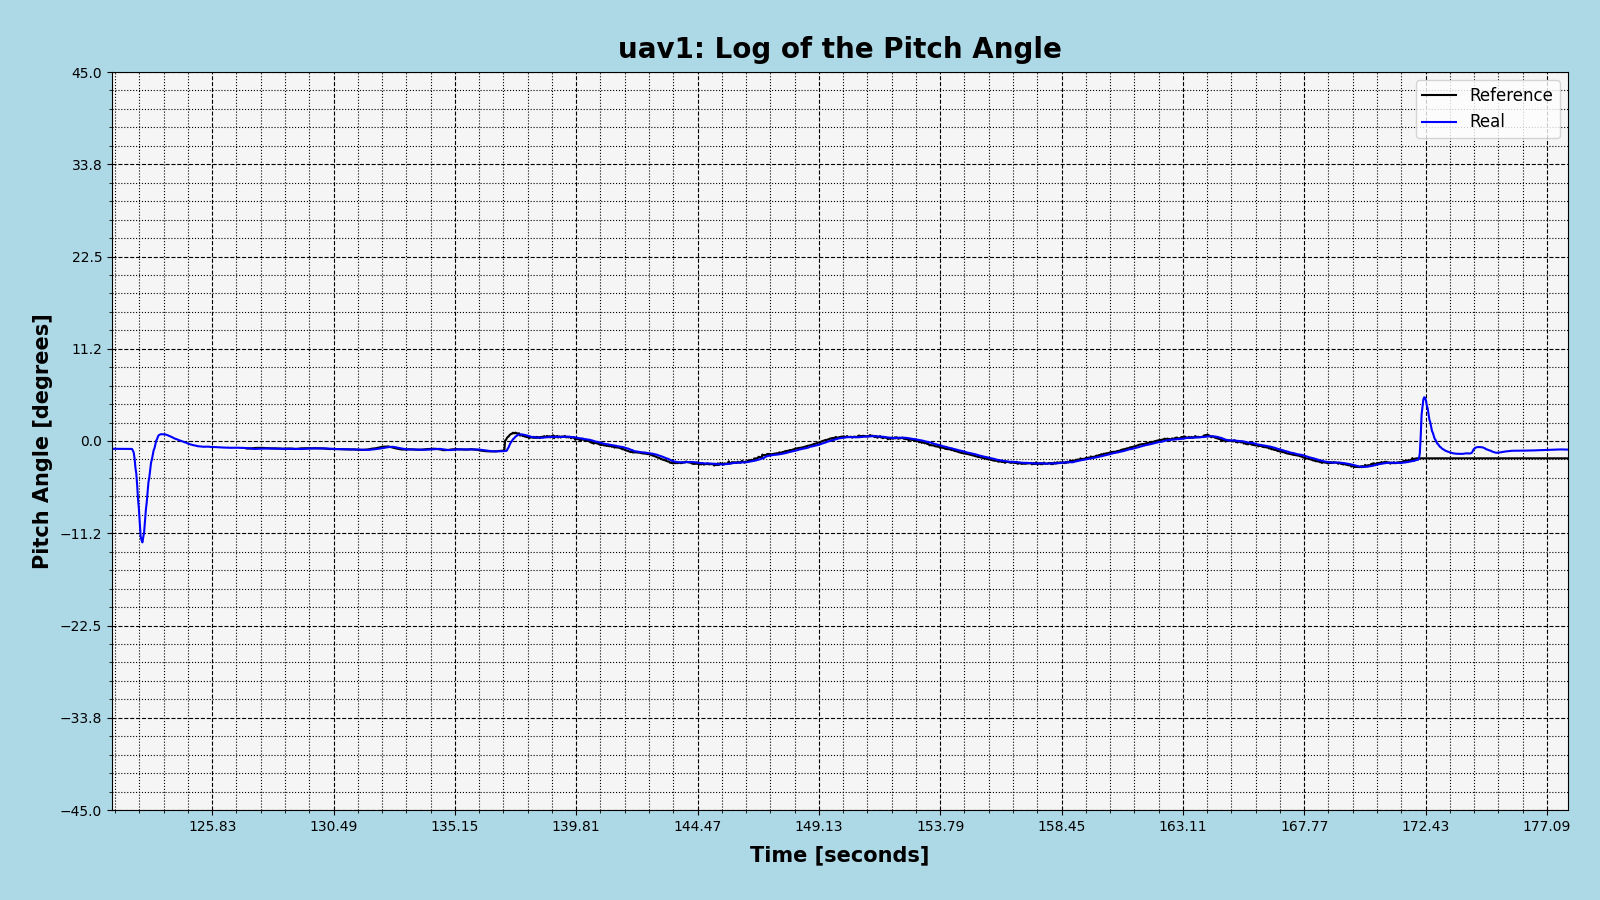 uav1: Log of the Pitch Angle
45.0
33.8
22.5
11.2
0.0
−11.2
−22.5
−33.8
−45.0
Pitch Angle [degrees]
Reference
Real
125.83 130.49 135.15 139.81 144.47 149.13 153.79 158.45 163.11 167.77 172.43 177.09
Time [seconds]